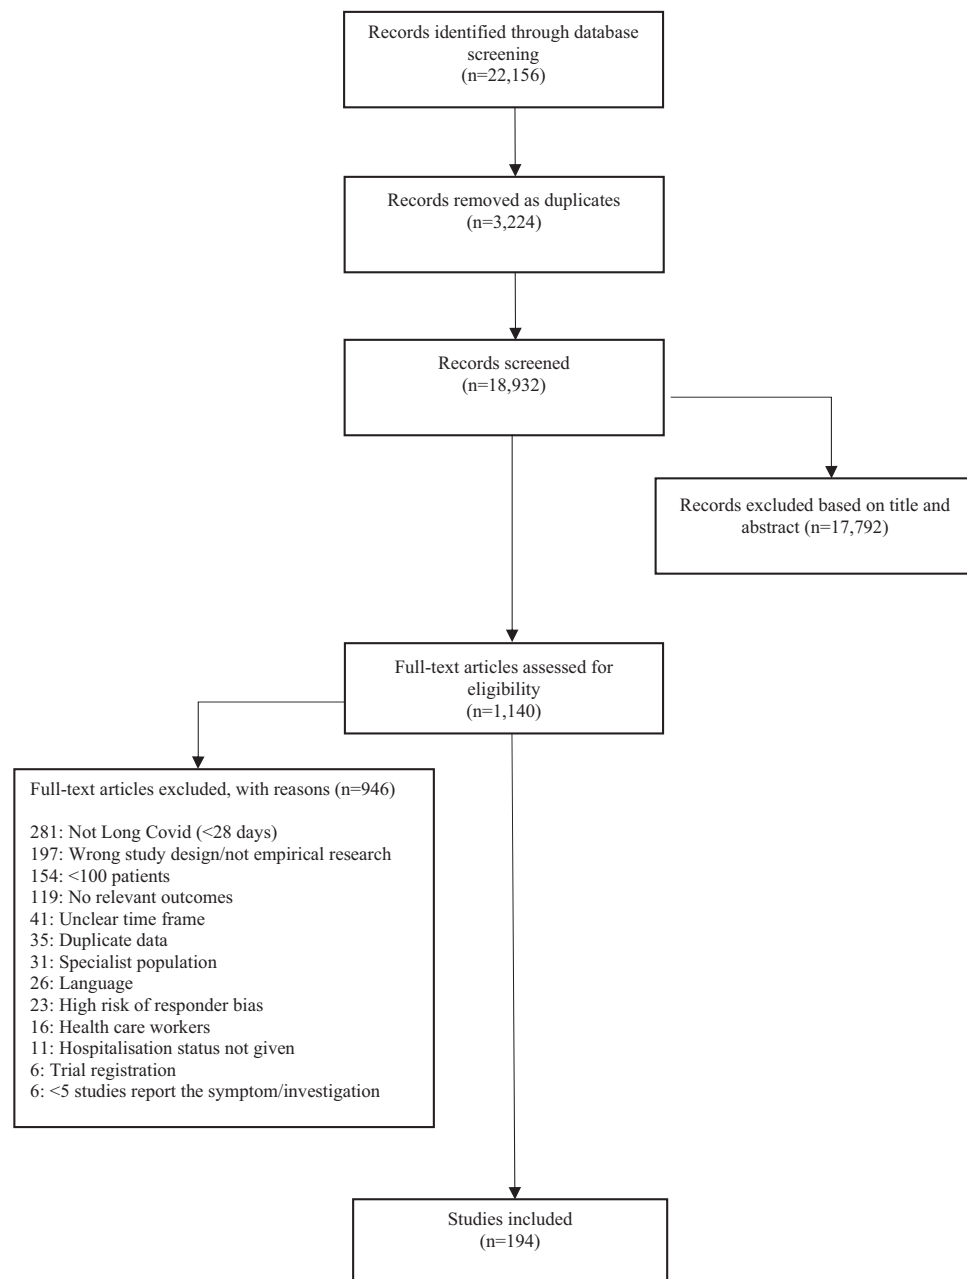 Records identified through database
screening
(n=22,156)
Records removed as duplicates
(n=3,224)
Records screened
(n=18,932)
Records excluded based on title and
abstract (n=17,792)
Full-text articles assessed for
eligibility
(n=1,140)
Full-text articles excluded, with reasons (n=946)
281: Not Long Covid (<28 days)
197: Wrong study design/not empirical research
154: <100 patients
119: No relevant outcomes
41: Unclear time frame
35: Duplicate data
31: Specialist population
26: Language
23: High risk of responder bias
16: Health care workers
11: Hospitalisation status not given
6: Trial registration
6: <5 studies report the symptom/investigation
Studies included
(n=194)